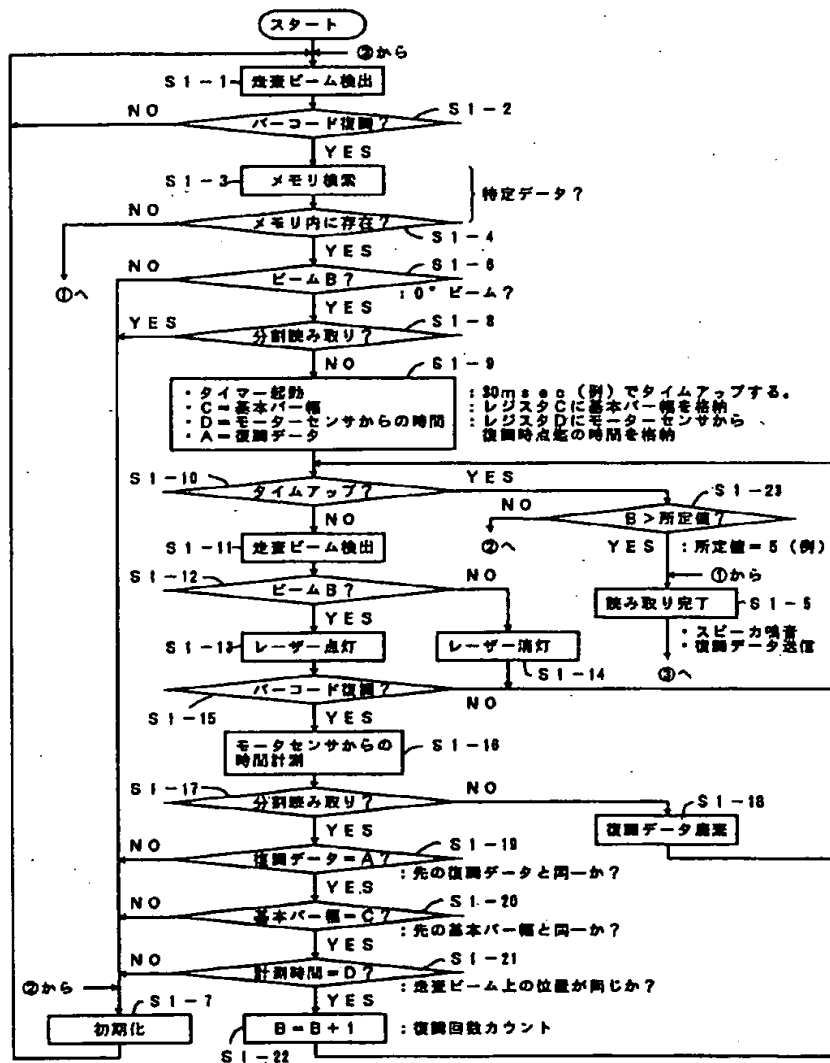 スタート
③から
S1-1
走査ビーム検出
NO
S1-2
バーコード復調?
YES
S1-3
メモリ検索
特定データ?
NO
メモリ内に存在?
S1-4
YES
S1-6
NO
ビームB?
①へ
:0°ビーム?
YES
YES
S1-8
分割読み取り?
NO
S1-9
・タイマー起動
:30msec(例)でタイムアップする。
・C=基本バー幅
:レジスタCに基本バー幅を格納
・D=モーターセンサからの時間
:レジスタDにモーターセンサから
・A=復調データ
復調時点迄の時間を格納
S1-10
YES
タイムアップ?
S1-23
NO
NO
B>所定値?
S1-11
走査ビーム検出
②へ
YES
:所定値=5(例)
S1-12
NO
①から
ビームB?
YES
読み取り完了
S1-5
S1-13
レーザー点灯
レーザー消灯
・スピーカ鳴音
・復調データ送信
S1-14
③へ
バーコード復調?
NO
S1-15
YES
モータセンサからの
時間計測
S1-16
S1-17
NO
分割読み取り?
S1-18
YES
復調データ廃棄
NO
S1-19
復調データ=A?
:先の復調データと同一か?
YES
NO
S1-20
基本バー幅=C?
:先の基本バー幅と同一か?
YES
NO
S1-21
計測時間=D?
②から
:走査ビーム上の位置が同じか?
S1-7
YES
初期化
B=B+1
:復調回数カウント
S1-22